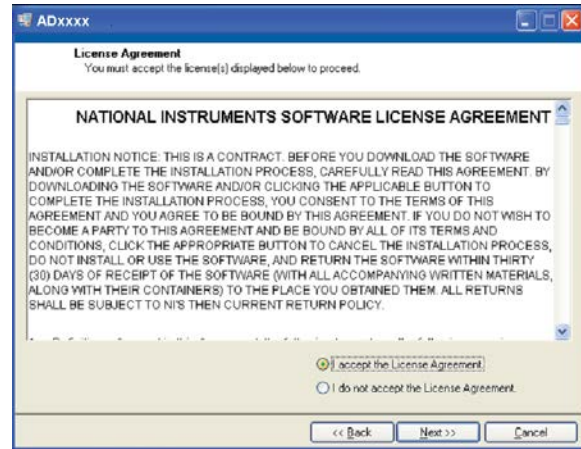 ADxxxx
License Agreement
You must accept the license(s) displayed below to proceed.
NATIONAL INSTRUMENTS SOFTWARE LICENSE AGREEMENT
INSTALLATION NOTICE: THIS IS A CONTRACT. BEFORE YOU DOWNLOAD THE SOFTWARE
AND/OR COMPLETE THE INSTALLATION PROCESS, CAREFULLY READ THIS AGREEMENT. BY
DOWNLOADING THE SOFTWARE AND/OR CLICKING THE APPLICABLE BUTTON TO
COMPLETE THE INSTALLATION PROCESS, YOU CONSENT TO THE TERMS OF THIS
AGREEMENT AND YOU AGREE TO BE BOUND BY THIS AGREEMENT. IF YOU DO NOT WISH TO
BECOME A PARTY TO THIS AGREEMENT AND BE BOUND BY ALL OF ITS TERMS AND
CONDITIONS, CLICK THE APPROPRIATE BUTTON TO CANCEL THE INSTALLATION PROCESS,
DO NOT INSTALL OR USE THE SOFTWARE, AND RETURN THE SOFTWARE WITHIN THIRTY
(30) DAYS OF RECEIPT OF THE SOFTWARE (WITH ALL ACCOMPANYING WRITTEN MATERIALS,
ALONG WITH THEIR CONTAINERS) TO THE PLACE YOU OBTAINED THEM. ALL RETURNS
SHALL BE SUBJECT TO NI'S THEN CURRENT RETURN POLICY.
I accept the License Agreement.
I do not accept the License Agreement.
<< Back Next >> Cancel